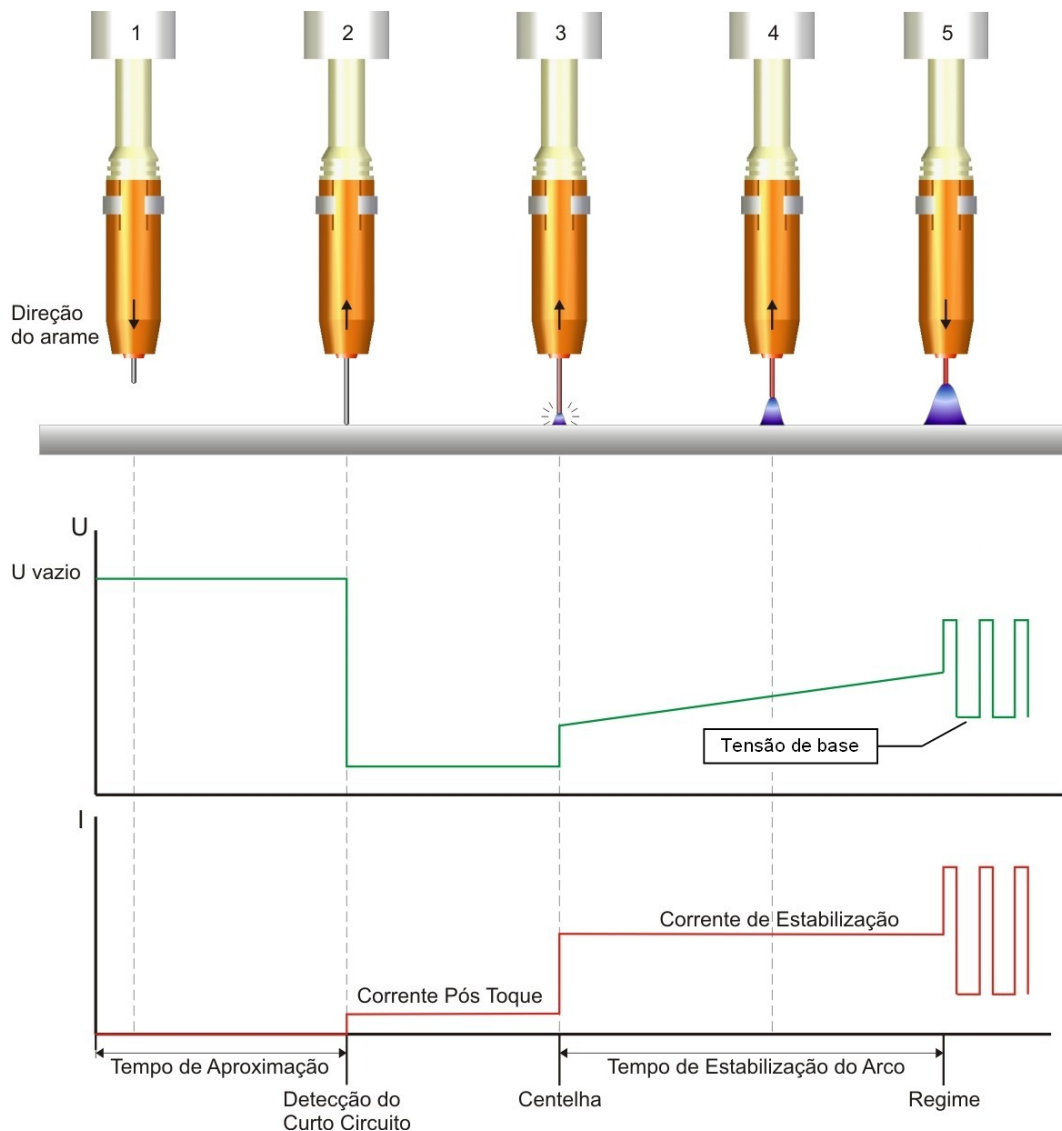 1
2
3
4
5
Direção
do arame
U
U vazio
Tensão de base
I
Corrente de Estabilização
Corrente Pós Toque
Tempo de Aproximação
Tempo de Estabilização do Arco
Detecção do
Curto Circuito
Centelha
Regime